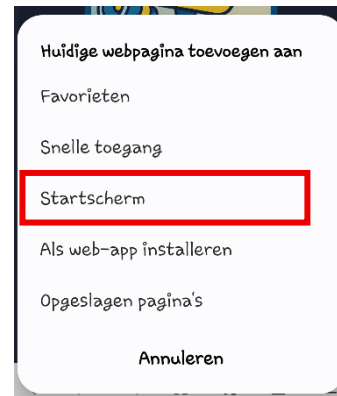 Huidige webpagina toevoegen aan
Favorieten
Snelle toegang
Startscherm
Als web-app installeren
Opgeslagen pagina's
Annuleren